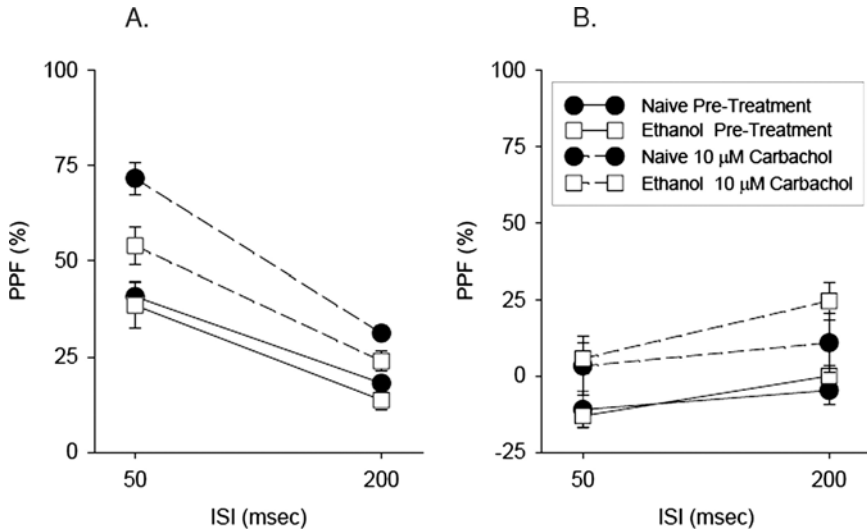 A.
B.
100
75
50
25
0
PPF (%)
50
200
ISI (msec)
100
75
50
25
0
-25
PPF (%)
50
200
ISI (msec)
Naive Pre-Treatment
Ethanol Pre-Treatment
Naive 10 μM Carbachol
Ethanol 10 μM Carbachol